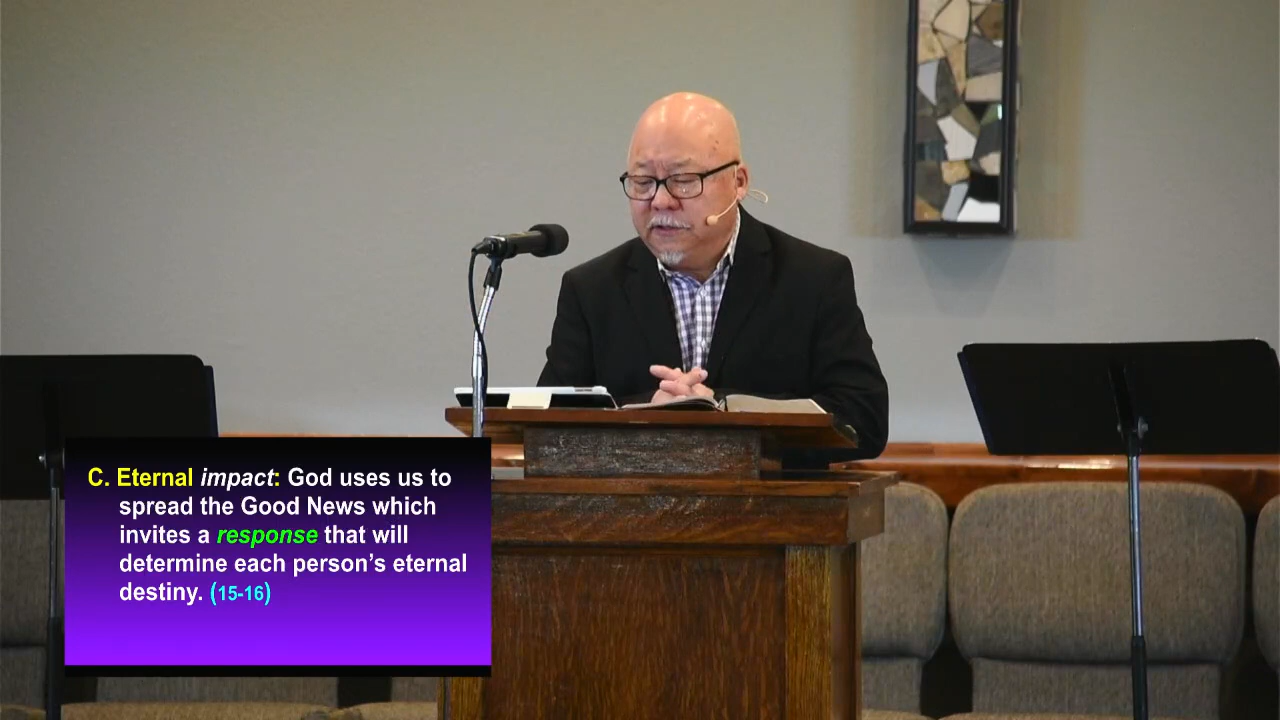 C. Eternal impact: God uses us to
spread the Good News which
invites a response that will
determine each person’s eternal
destiny. (15-16)